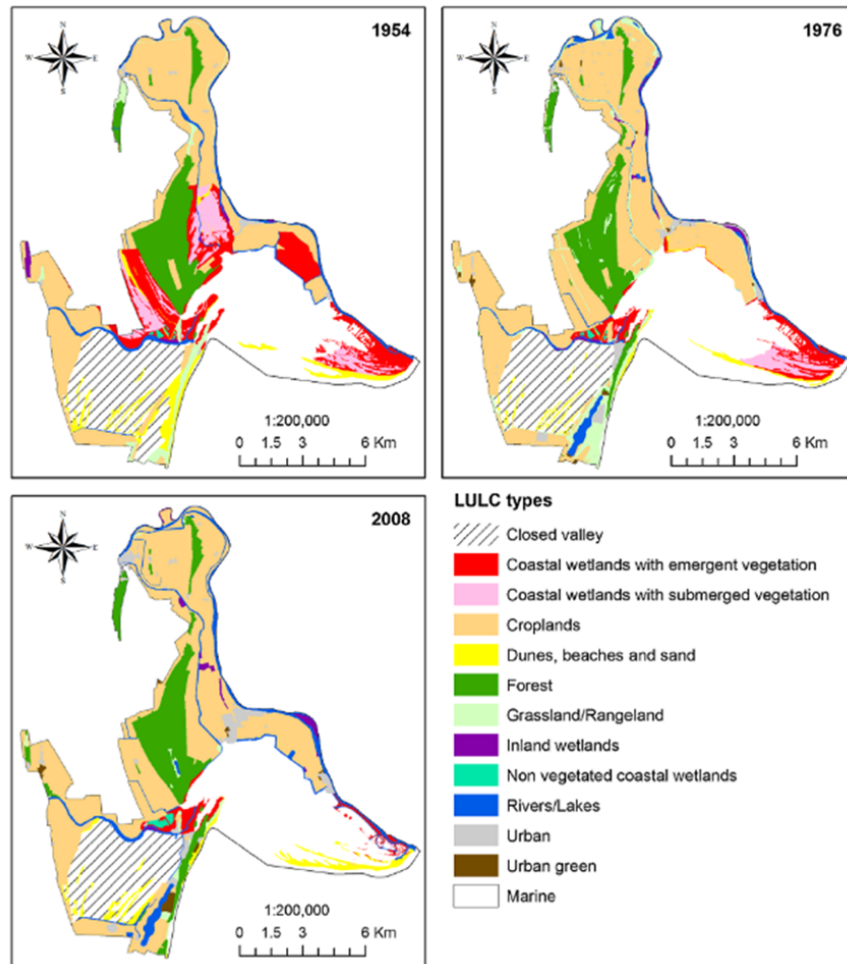 1954
N
W E
S
1:200,000
0 1.5 3 6 Km
1976
N
W E
S
1:200,000
0 1.5 3 6 Km
2008
N
W E
S
1:200,000
0 1.5 3 6 Km
LULC types
Closed valley
Coastal wetlands with emergent vegetation
Coastal wetlands with submerged vegetation
Croplands
Dunes, beaches and sand
Forest
Grassland/Rangeland
Inland wetlands
Non vegetated coastal wetlands
Rivers/Lakes
Urban
Urban green
Marine